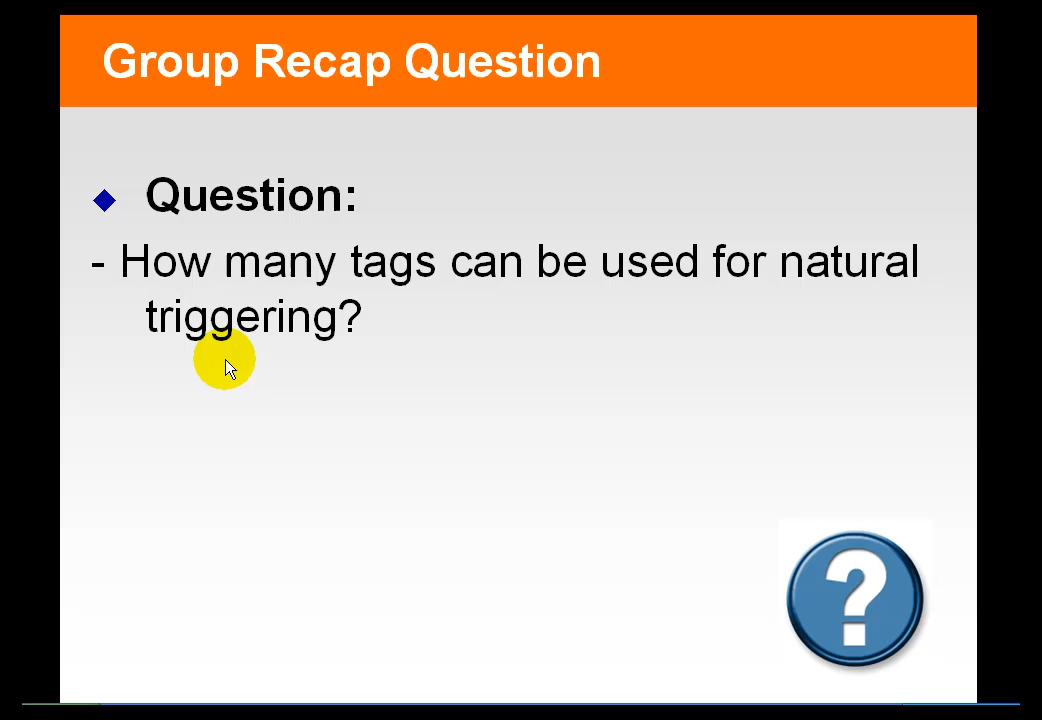 Group Recap Question
Question:
- How many tags can be used for natural
triggering?